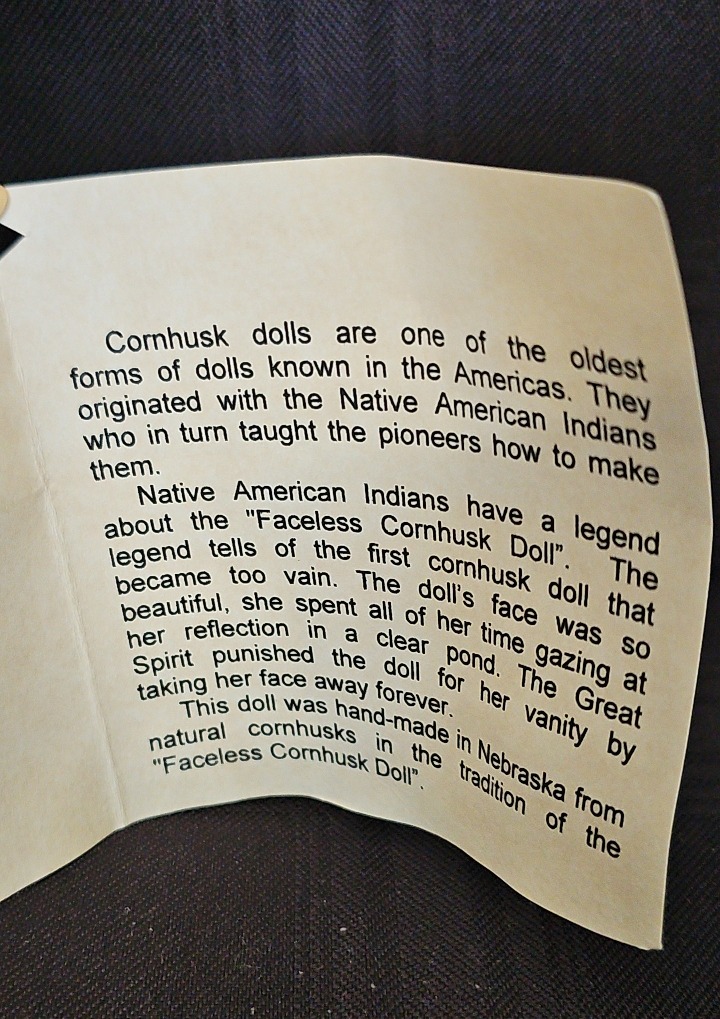 Cornhusk dolls are one of the oldest
forms of dolls known in the Americas. They
originated with the Native American Indians
who in turn taught the pioneers how to make
them.
Native American Indians have a legend
about the "Faceless Cornhusk Doll". The
legend tells of the first cornhusk doll that
became too vain. The doll's face was so
beautiful, she spent all of her time gazing at
her reflection in a clear pond. The Great
Spirit punished the doll for her vanity by
taking her face away forever.
This doll was hand-made in Nebraska from
natural cornhusks in the tradition of the
"Faceless Cornhusk Doll".